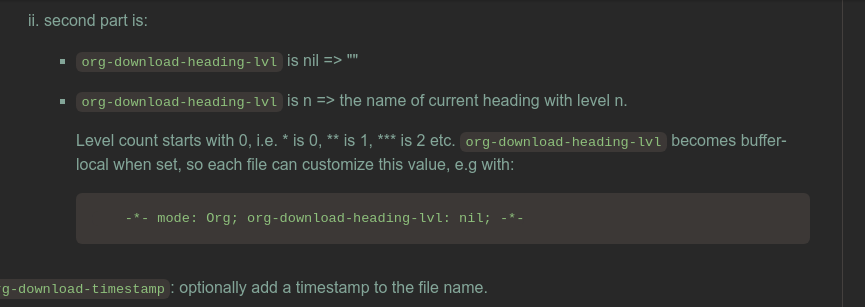 ii. second part is:
▪ org-download-heading-lvl is nil => ""
▪ org-download-heading-lvl is n => the name of current heading with level n.
Level count starts with 0, i.e. * is 0, ** is 1, *** is 2 etc. org-download-heading-lvl becomes buffer-
local when set, so each file can customize this value, e.g with:
-*- mode: Org; org-download-heading-lvl: nil; -*-
g-download-timestamp: optionally add a timestamp to the file name.